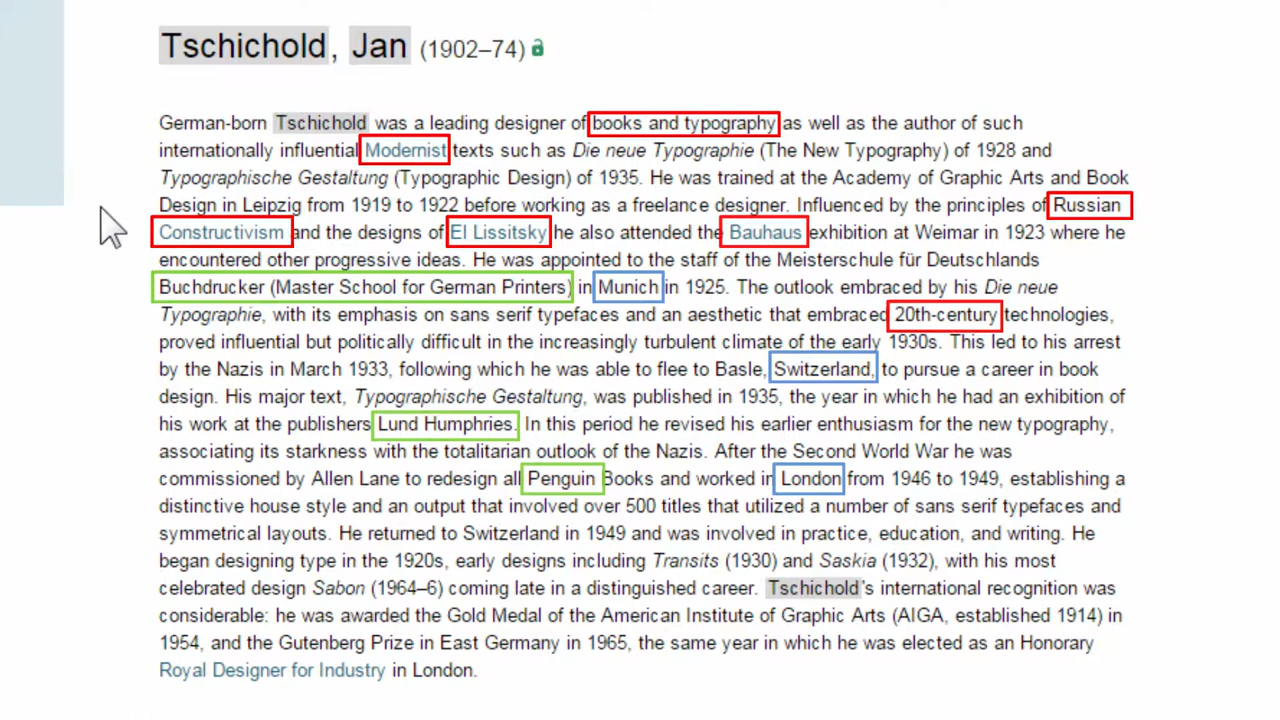 Tschichold, Jan (1902–74)
German-born Tschichold was a leading designer of books and typography as well as the author of such
internationally influential Modernist texts such as Die neue Typographie (The New Typography) of 1928 and
Typographische Gestaltung (Typographic Design) of 1935. He was trained at the Academy of Graphic Arts and Book
Design in Leipzig from 1919 to 1922 before working as a freelance designer. Influenced by the principles of Russian
Constructivism and the designs of El Lissitsky he also attended the Bauhaus exhibition at Weimar in 1923 where he
encountered other progressive ideas. He was appointed to the staff of the Meisterschule für Deutschlands
Buchdrucker (Master School for German Printers) in Munich in 1925. The outlook embraced by his Die neue
Typographie, with its emphasis on sans serif typefaces and an aesthetic that embraced 20th-century technologies,
proved influential but politically difficult in the increasingly turbulent climate of the early 1930s. This led to his arrest
by the Nazis in March 1933, following which he was able to flee to Basle, Switzerland, to pursue a career in book
design. His major text, Typographische Gestaltung, was published in 1935, the year in which he had an exhibition of
his work at the publishers Lund Humphries. In this period he revised his earlier enthusiasm for the new typography,
associating its starkness with the totalitarian outlook of the Nazis. After the Second World War he was
commissioned by Allen Lane to redesign all Penguin Books and worked in London from 1946 to 1949, establishing a
distinctive house style and an output that involved over 500 titles that utilized a number of sans serif typefaces and
symmetrical layouts. He returned to Switzerland in 1949 and was involved in practice, education, and writing. He
began designing type in the 1920s, early designs including Transits (1930) and Saskia (1932), with his most
celebrated design Sabon (1964–6) coming late in a distinguished career. Tschichold's international recognition was
considerable: he was awarded the Gold Medal of the American Institute of Graphic Arts (AIGA, established 1914) in
1954, and the Gutenberg Prize in East Germany in 1965, the same year in which he was elected as an Honorary
Royal Designer for Industry in London.